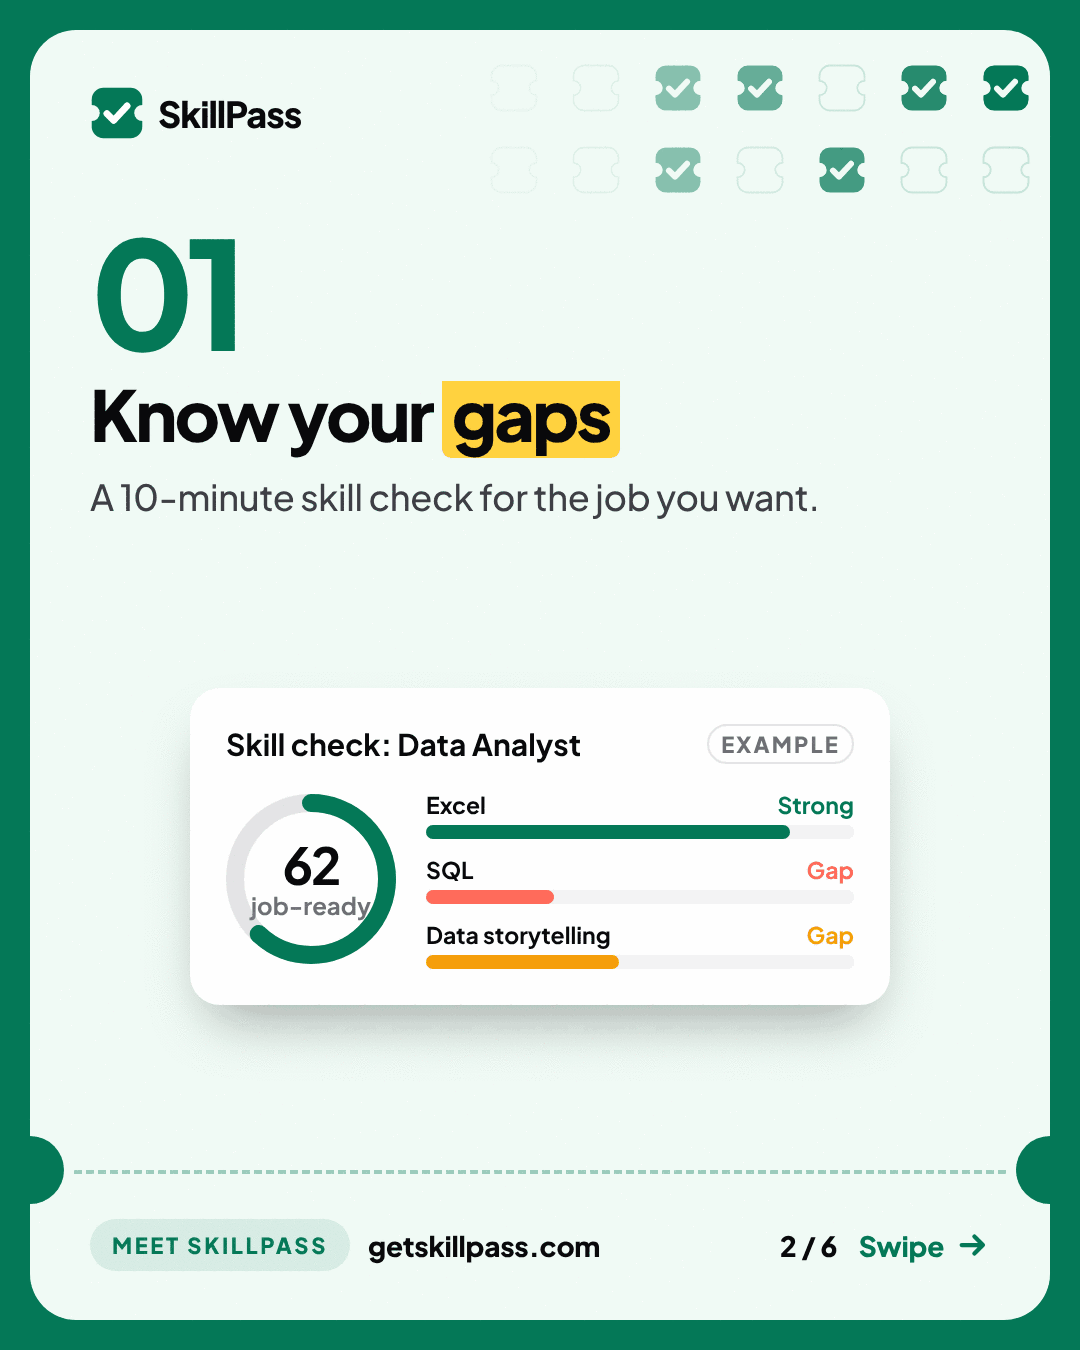 SkillPass
01
Know your gaps
A 10-minute skill check for the job you want.
Skill check: Data Analyst EXAMPLE
62
job-ready
Excel Strong
SQL Gap
Data storytelling Gap
MEET SKILLPASS getskillpass.com 2 / 6 Swipe →